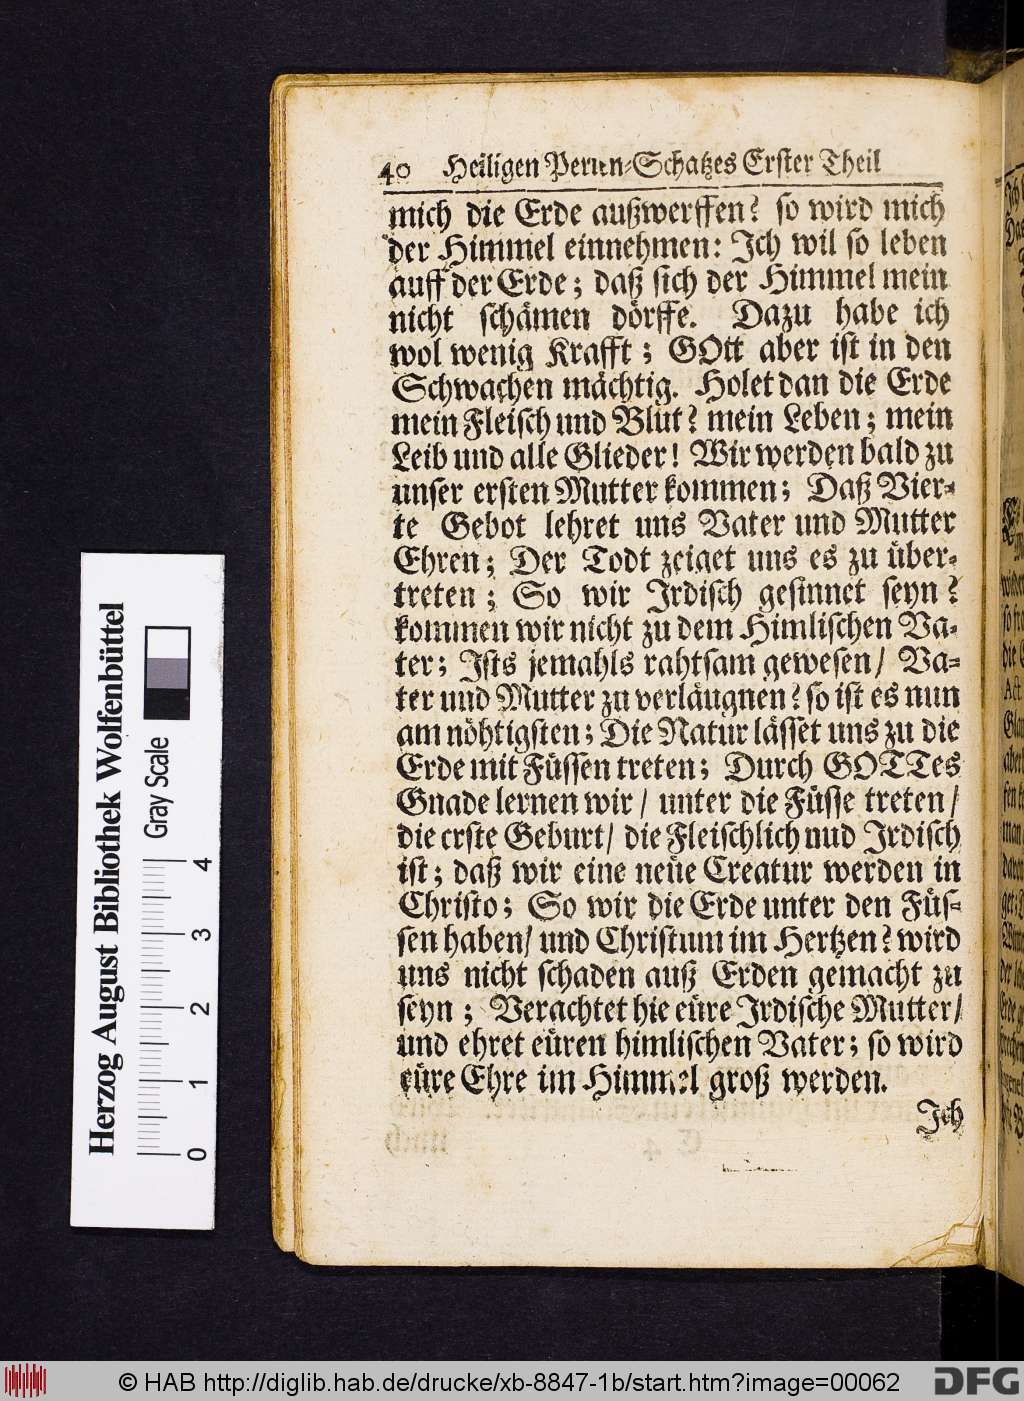 40 Heiligen Perlen-Schatzes Erster Theil
mich die Erde außwerffen? so wird mich
der Himmel einnehmen: Ich wil so leben
auff der Erde; daß sich der Himmel mein
nicht schämen dörffe. Dazu habe ich
wol wenig Krafft; GOtt aber ist in den
Schwachen mächtig. Holet dan die Erde
mein Fleisch und Blut? mein Leben; mein
Leib und alle Glieder! Wir werden bald zu
unser ersten Mutter kommen; Daß Vier-
te Gebot lehret uns Vater und Mutter
Ehren; Der Todt zeiget uns es zu über-
treten; So wir Irdisch gesinnet seyn?
kommen wir nicht zu dem Himlischen Va-
ter; Ists jemahls rahtsam gewesen/ Va-
ter und Mutter zu verläugnen? so ist es nun
am nöhtigsten; Die Natur lässet uns zu die
Erde mit Füssen treten; Durch GOTTes
Gnade lernen wir/ unter die Füsse treten/
die erste Geburt/ die Fleischlich nud Irdisch
ist; daß wir eine neüe Creatur werden in
Christo; So wir die Erde unter den Füs-
sen haben/ und Christum im Hertzen? wird
uns nicht schaden auß Erden gemacht zu
seyn; Verachtet hie eüre Irdische Mutter/
und ehret eüren himlischen Vater; so wird
eüre Ehre im Himmel groß werden.
Ich
Herzog August Bibliothek Wolfenbüttel
Gray Scale
0 1 2 3 4
© HAB http://diglib.hab.de/drucke/xb-8847-1b/start.htm?image=00062
DFG